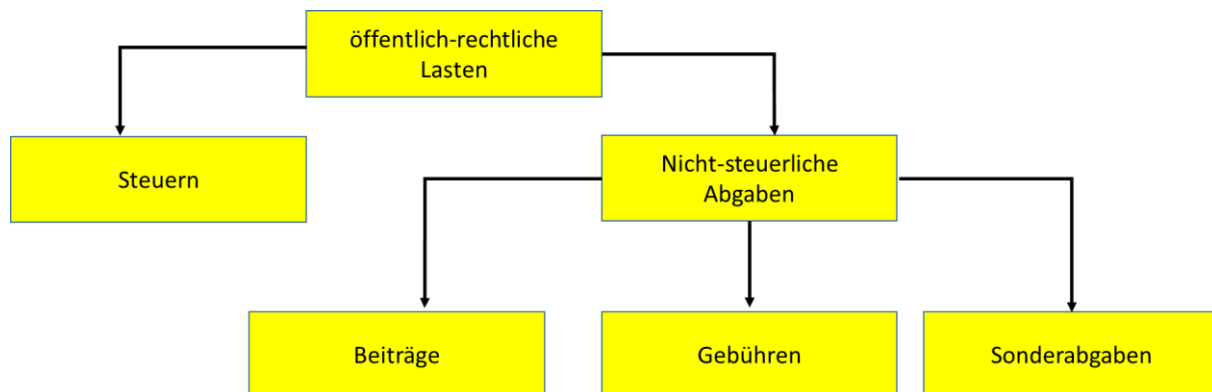 öffentlich-rechtliche
Lasten
Steuern
Nicht-steuerliche
Abgaben
Beiträge
Gebühren
Sonderabgaben